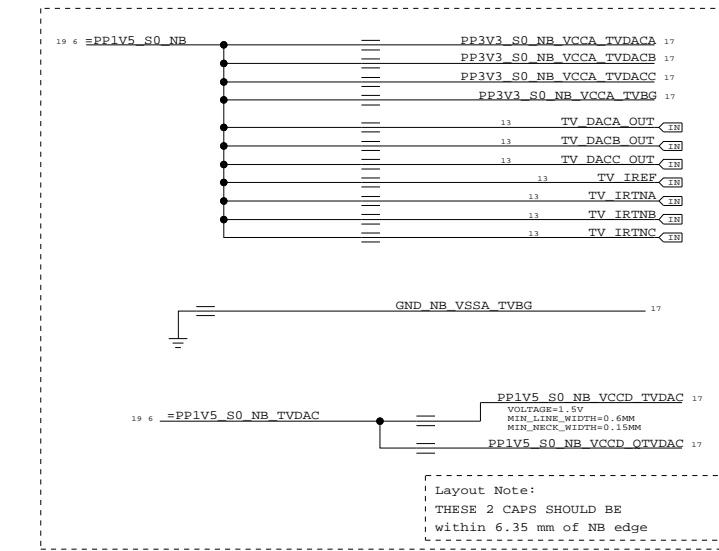 19 6 =PP1V5_S0_NB PP3V3_S0_NB_VCCA_TVDACA 17
PP3V3_S0_NB_VCCA_TVDACB 17
PP3V3_S0_NB_VCCA_TVDACC 17
PP3V3_S0_NB_VCCA_TVBG 17
13 TV_DACA_OUT IN
13 TV_DACB_OUT IN
13 TV_DACC_OUT IN
13 TV_IREF IN
13 TV_IRTNA IN
13 TV_IRTNB IN
13 TV_IRTNC IN
GND_NB_VSSA_TVBG 17
PP1V5_S0_NB_VCCD_TVDAC 17
VOLTAGE=1.5V
MIN_LINE_WIDTH=0.6MM
MIN_NECK_WIDTH=0.15MM
19 6 =PP1V5_S0_NB_TVDAC
PP1V5_S0_NB_VCCD_QTVDAC 17
Layout Note:
THESE 2 CAPS SHOULD BE
within 6.35 mm of NB edge